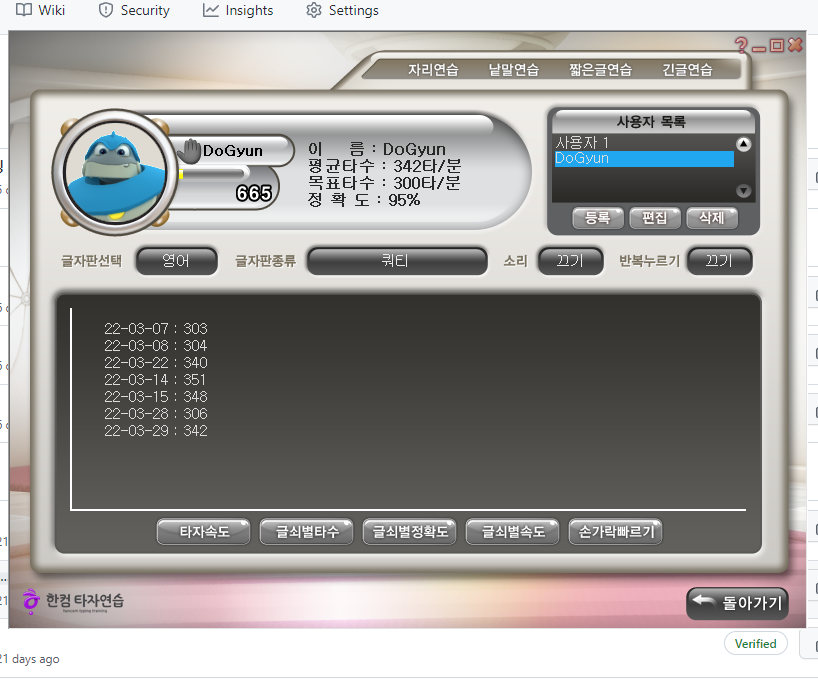 Wiki Security Insights Settings
자리연습 낱말연습 짧은글연습 긴글연습
DoGyun
665
이 름 : DoGyun
평균타수 : 342타/분
목표타수 : 300타/분
정 확 도 : 95%
사용자 목록
사용자 1
DoGyun
등록 편집 삭제
글자판선택 영어 글자판종류 쿼티 소리 끄기 반복누르기 끄기
22-03-07 : 303
22-03-08 : 304
22-03-22 : 340
22-03-14 : 351
22-03-15 : 348
22-03-28 : 306
22-03-29 : 342
타자속도 글쇠별타수 글쇠별정확도 글쇠별속도 손가락빠르기
한컴 타자연습
돌아가기
Verified
21 days ago